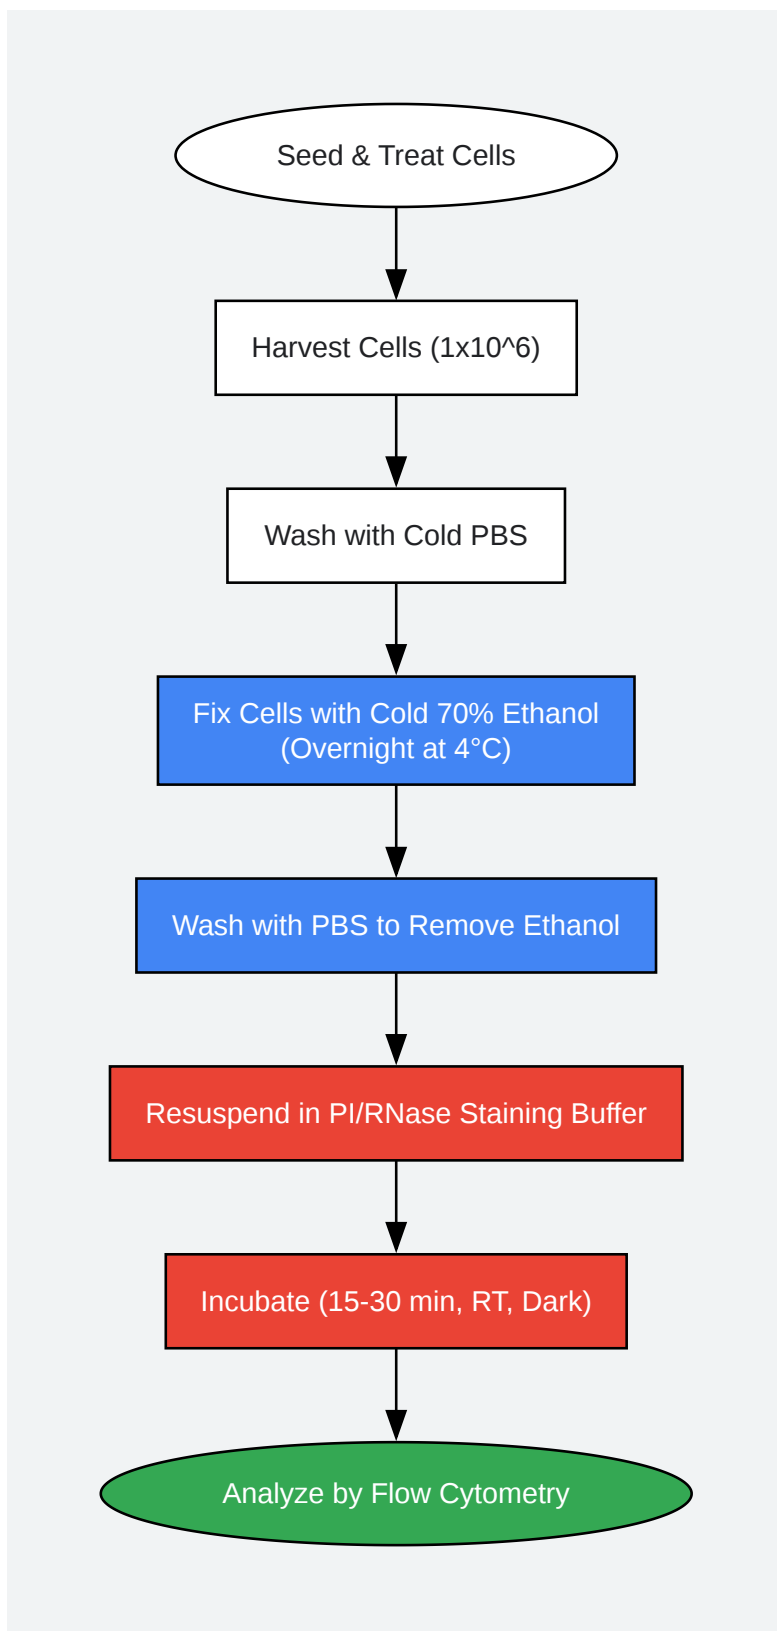 Seed & Treat Cells
Harvest Cells (1x10^6)
Wash with Cold PBS
Fix Cells with Cold 70% Ethanol
(Overnight at 4°C)
Wash with PBS to Remove Ethanol
Resuspend in PI/RNase Staining Buffer
Incubate (15-30 min, RT, Dark)
Analyze by Flow Cytometry